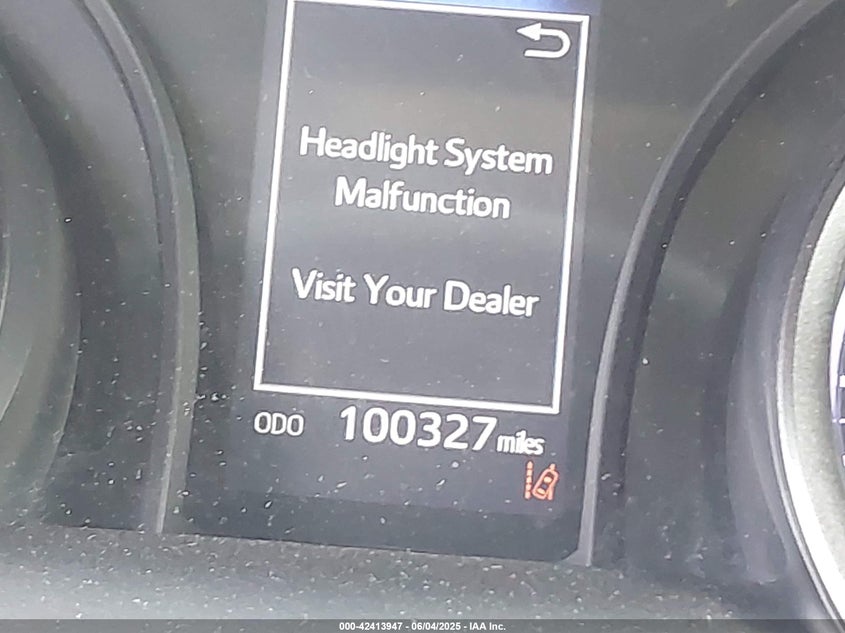 Headlight System
Malfunction
Visit Your Dealer
ODO 100327 miles
000-42413947 - 06/04/2025 - IAA Inc.